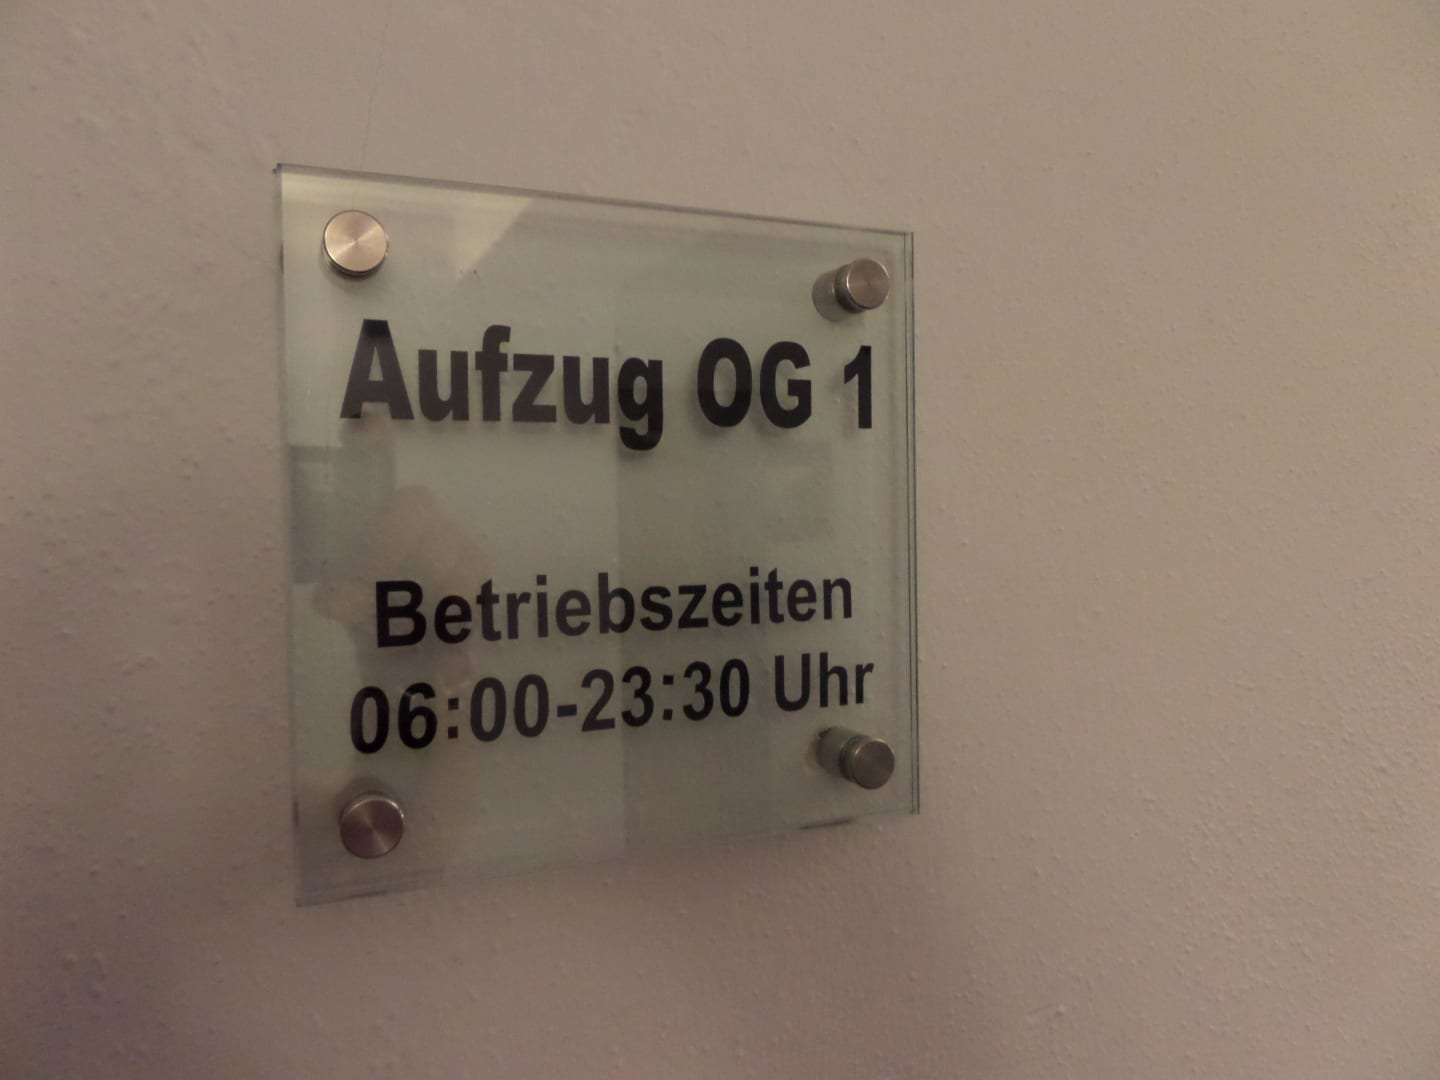 Aufzug OG 1
Betriebszeiten
06:00-23:30 Uhr